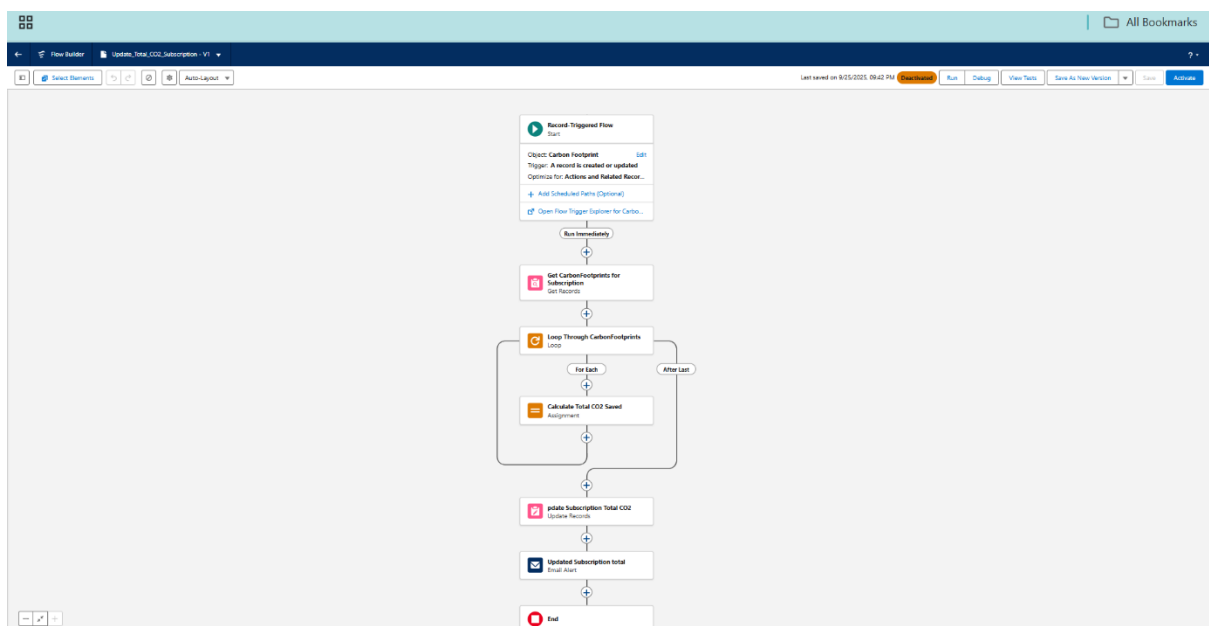 All Bookmarks
Flow Builder
Update_Total_CO2_Subscription - V1
?
Select Elements
Auto-Layout
Last saved on 9/25/2025, 09:42 PM
Deactivated
Run
Debug
View Tests
Save As New Version
Save
Activate
Record-Triggered Flow
Start
Object: Carbon Footprint
Edit
Trigger: A record is created or updated
Optimize for: Actions and Related Recor...
+ Add Scheduled Paths (Optional)
Open Flow Trigger Explorer for Carbo...
Run Immediately
Get CarbonFootprints for
Subscription
Get Records
Loop Through CarbonFootprints
Loop
For Each
After Last
Calculate Total CO2 Saved
Assignment
pdate Subscription Total CO2
Update Records
Updated Subscription total
Email Alert
End